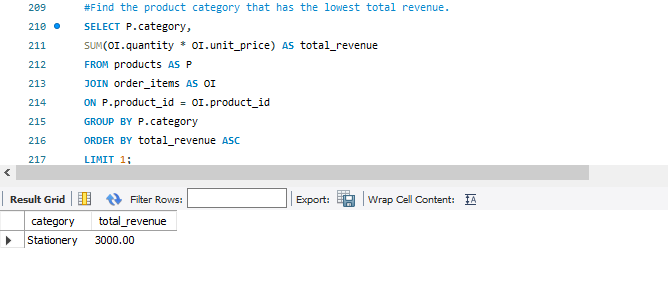 209 #Find the product category that has the lowest total revenue.
210 SELECT P.category,
211 SUM(OI.quantity * OI.unit_price) AS total_revenue
212 FROM products AS P
213 JOIN order_items AS OI
214 ON P.product_id = OI.product_id
215 GROUP BY P.category
216 ORDER BY total_revenue ASC
217 LIMIT 1;
Result Grid Filter Rows: Export: Wrap Cell Content: IA
category total_revenue
Stationery 3000.00